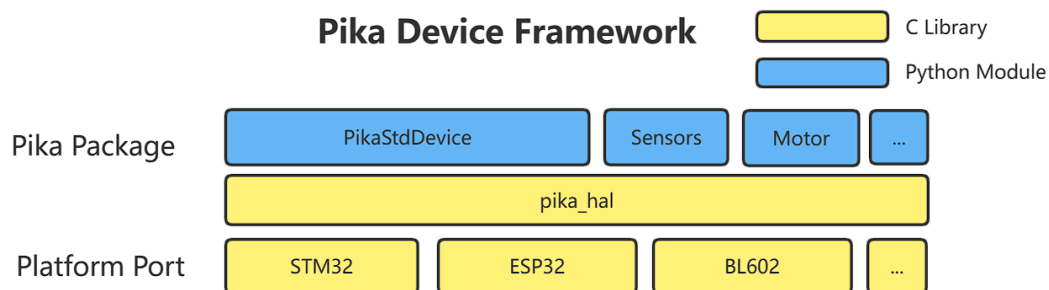 Pika Device Framework
C Library
Python Module
Pika Package
PikaStdDevice
Sensors
Motor
...
pika_hal
Platform Port
STM32
ESP32
BL602
...